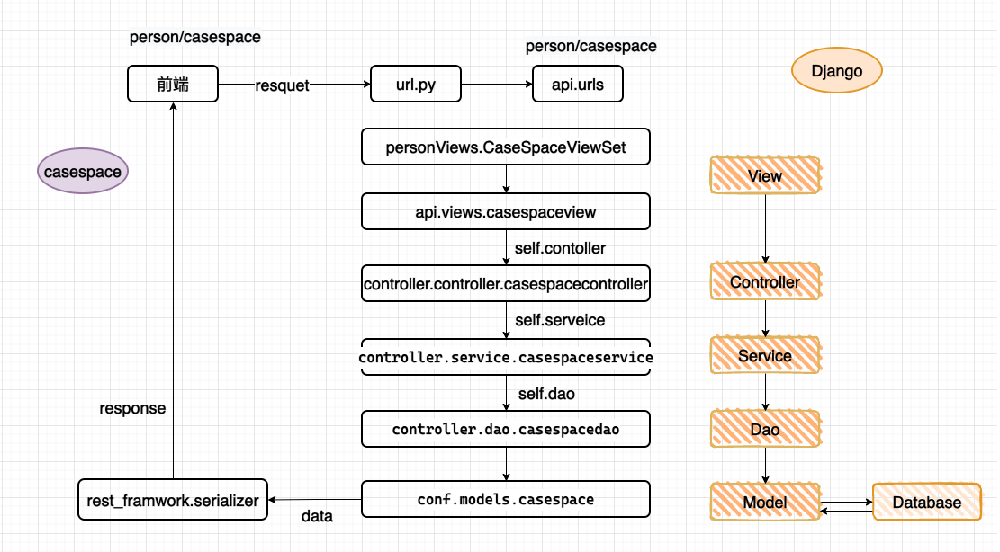 person/casespace
person/casespace
前端
resquet
url.py
api.urls
Django
personViews.CaseSpaceViewSet
casespace
View
api.views.casespaceview
self.contoller
controller.controller.casespacecontroller
Controller
self.serveice
controller.service.casespaceservice
Service
self.dao
response
controller.dao.casespacedao
Dao
rest_framwork.serializer
data
conf.models.casespace
Model
Database